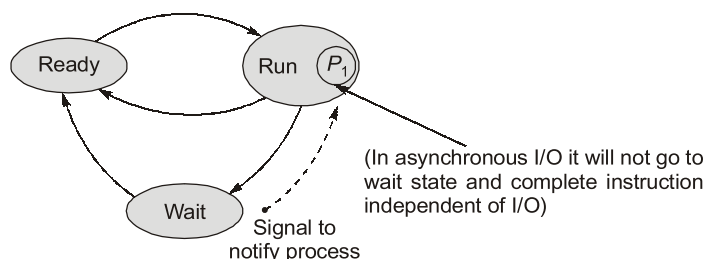 Ready
Run
P1
(In asynchronous I/O it will not go to
wait state and complete instruction
independent of I/O)
Wait
Signal to
notify process